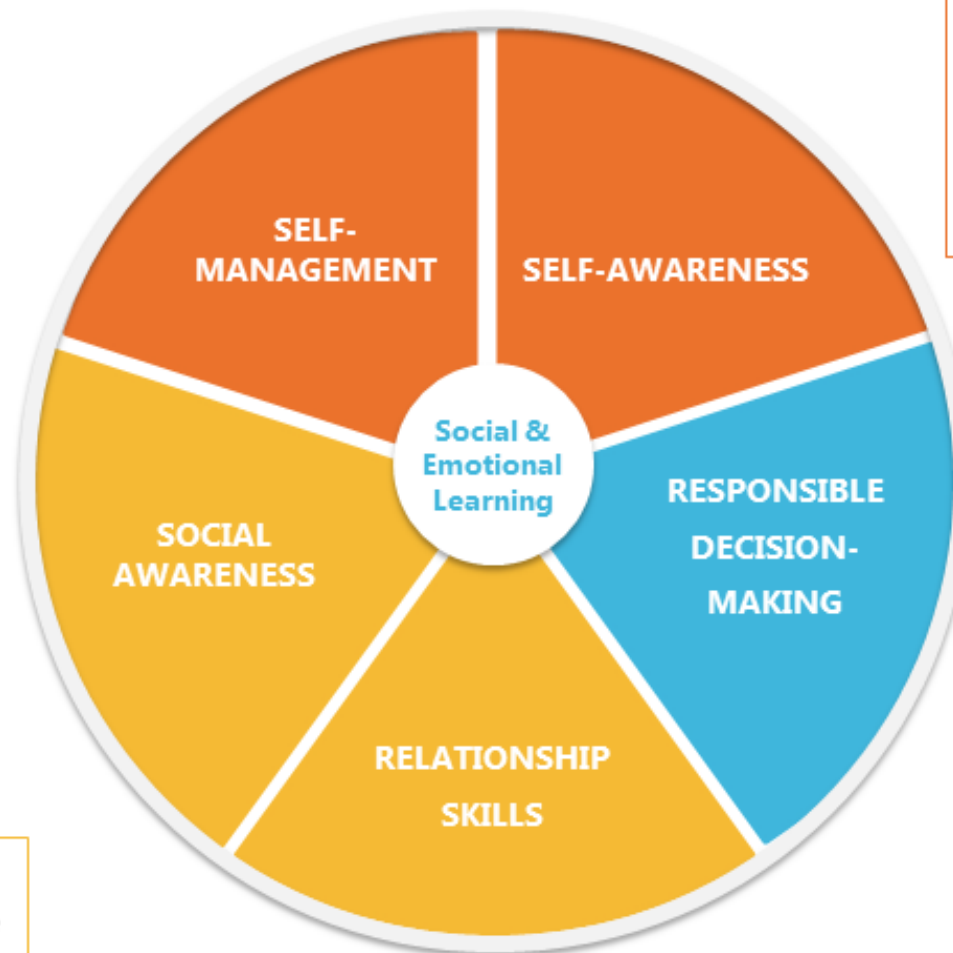 SELF-
MANAGEMENT
SELF-AWARENESS
Social &
Emotional
Learning
RESPONSIBLE
DECISION-
MAKING
SOCIAL
AWARENESS
RELATIONSHIP
SKILLS